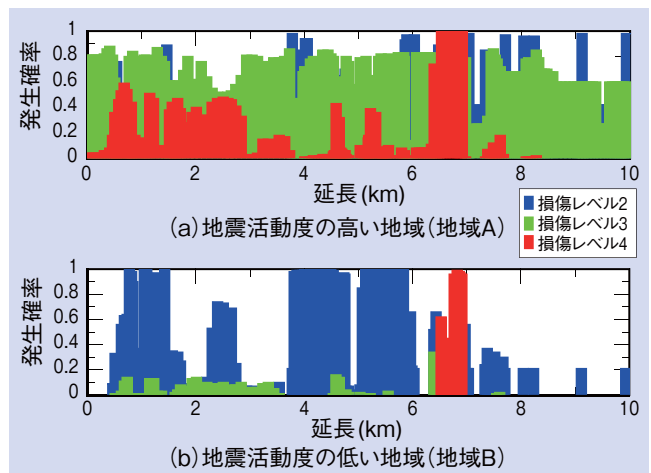 1
0.8
0.6
0.4
0.2
0
発生確率
0 2 4 6 8 10
延長(km)
(a)地震活動度の高い地域(地域A)
損傷レベル2
損傷レベル3
損傷レベル4
1
0.8
0.6
0.4
0.2
0
発生確率
0 2 4 6 8 10
延長(km)
(b)地震活動度の低い地域(地域B)